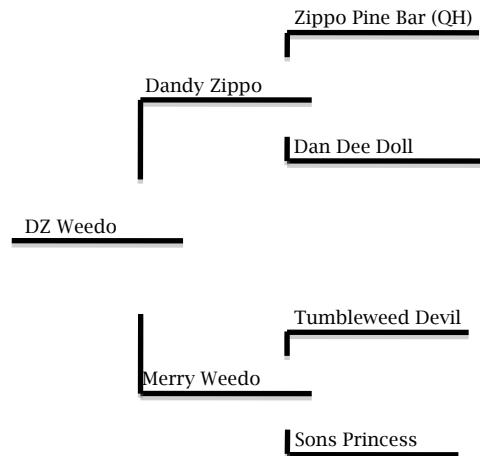 Zippo Pine Bar (QH)
Dandy Zippo
Dan Dee Doll
DZ Weedo
Tumbleweed Devil
Merry Weedo
Sons Princess